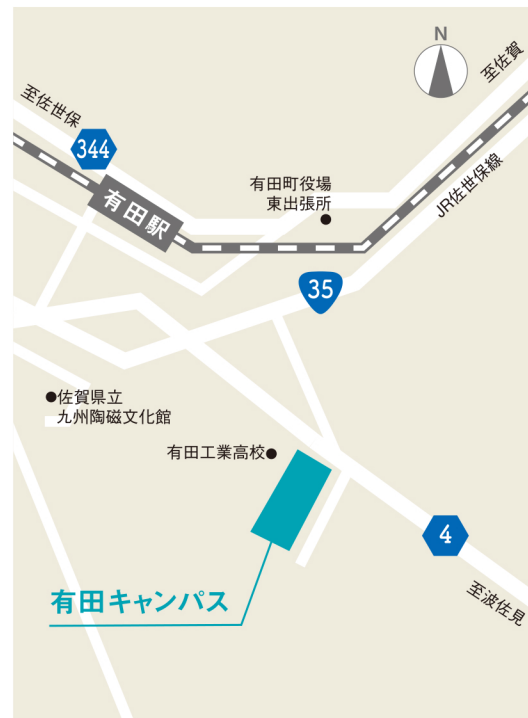 N
至佐賀
至佐世保
344
有田駅
有田町役場
東出張所
JR佐世保線
35
佐賀県立
九州陶磁文化館
有田工業高校
4
有田キャンパス
至波佐見